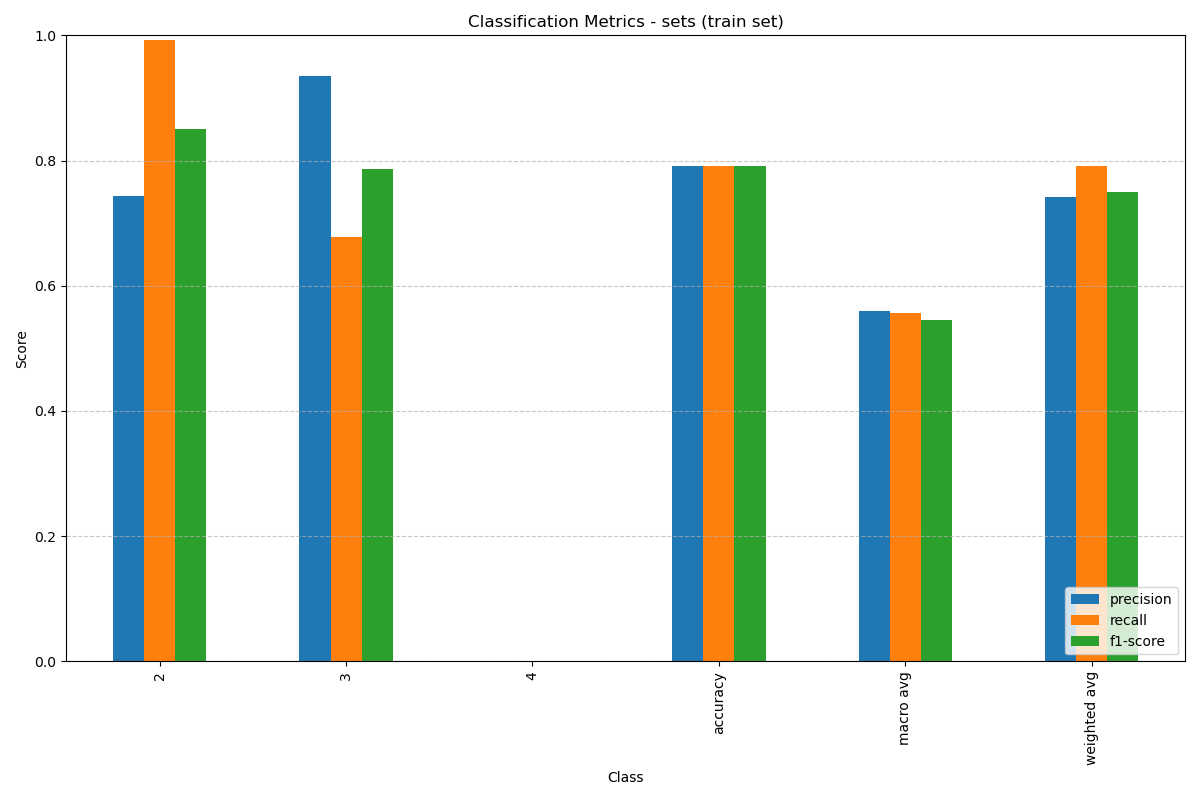 Classification Metrics - sets (train set)
1.0
0.8
0.6
0.4
0.2
0.0
Score
2
3
4
accuracy
macro avg
weighted avg
Class
precision
recall
f1-score